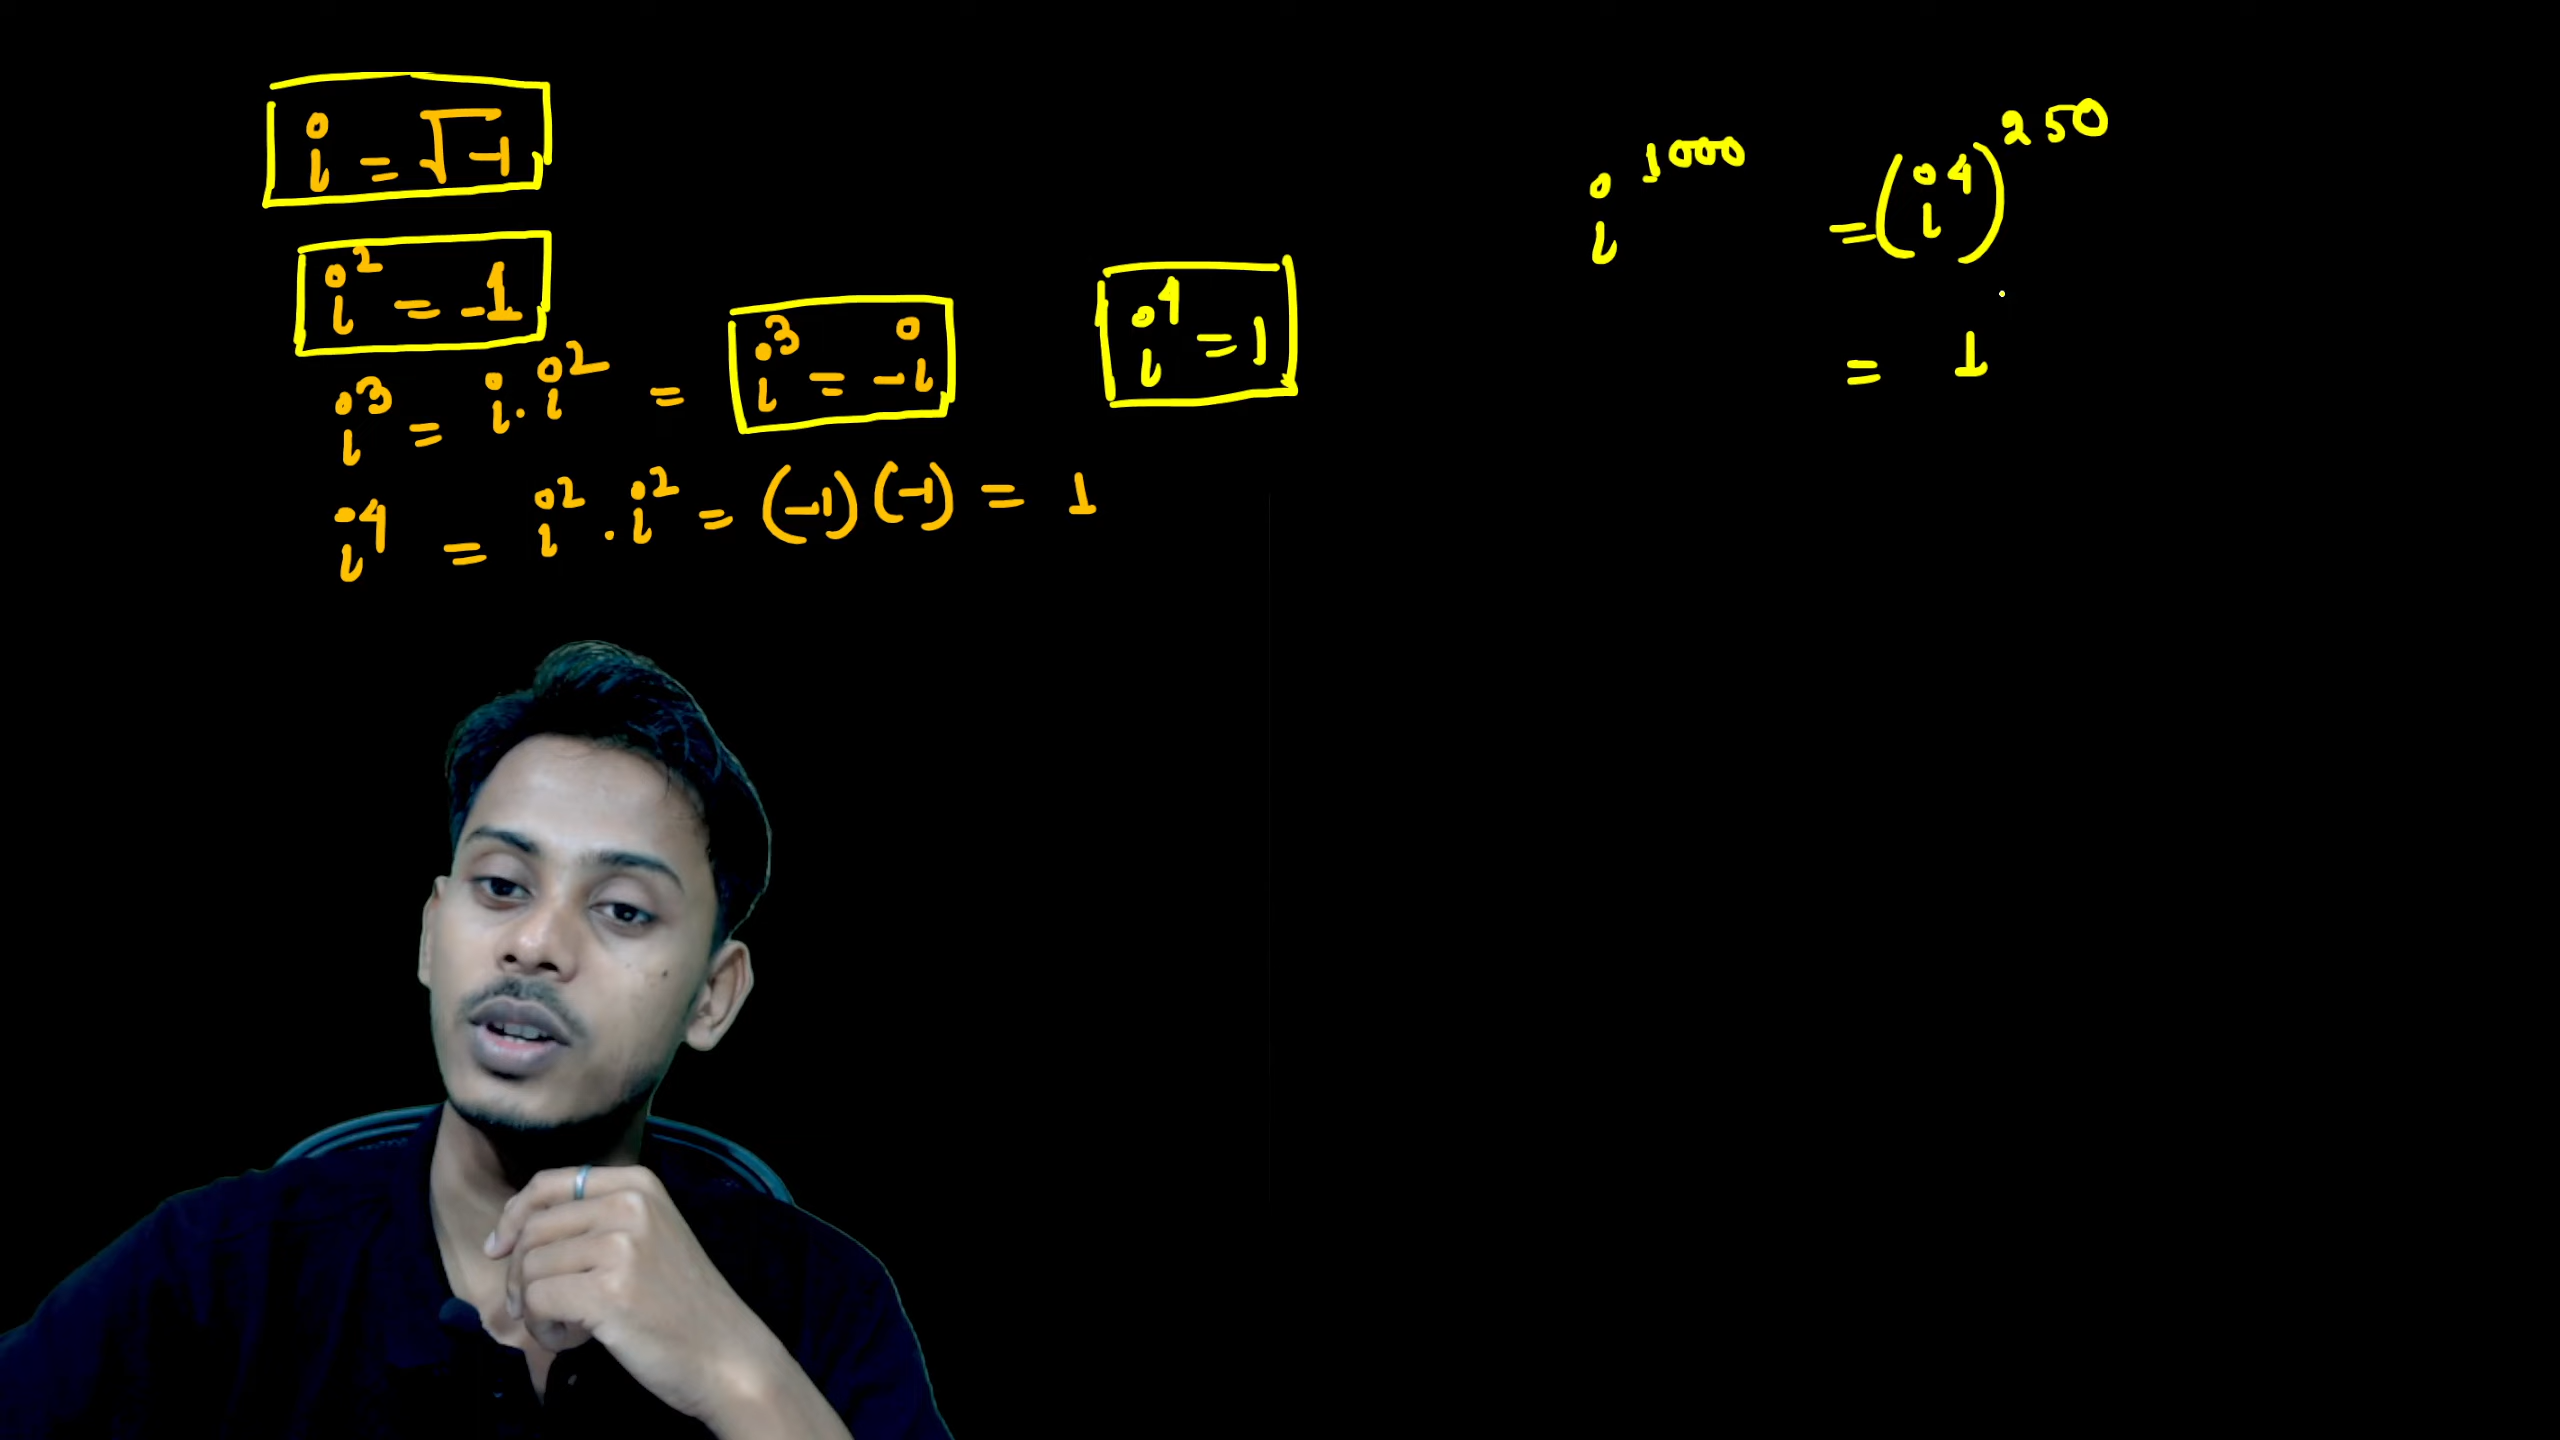 i = √-1
i² = -1
i³ = i . i² = i³ = -i
i⁴ = 1
i⁴ = i² . i² = (-1) (-1) = 1
i¹⁰⁰⁰ = (i⁴)²⁵⁰
= 1